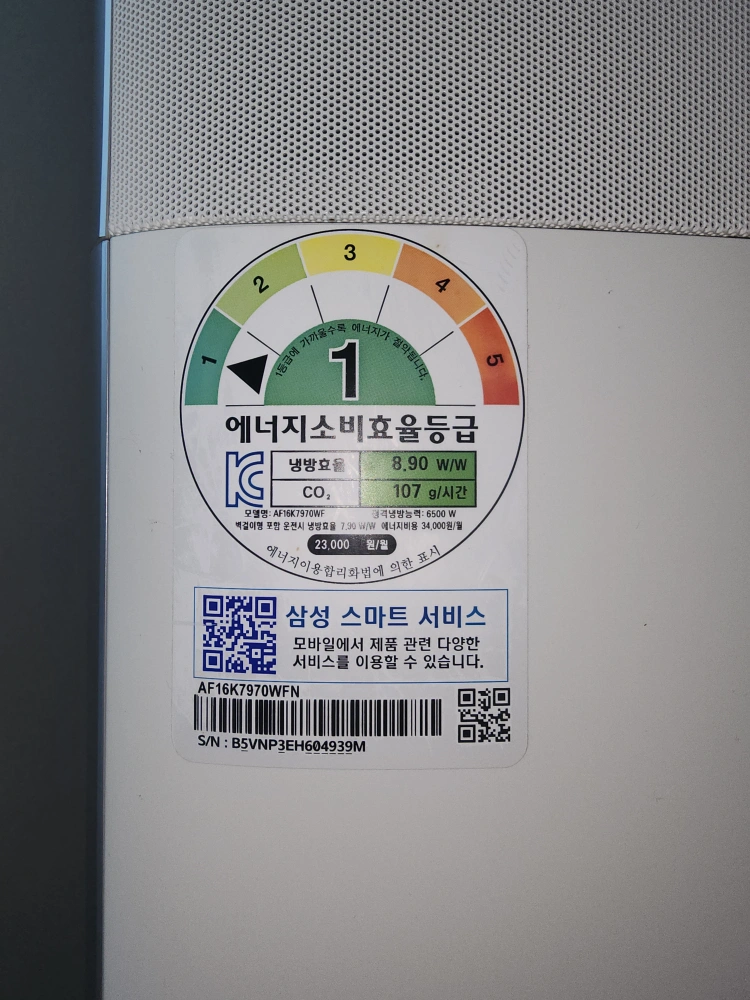 1 2 3 4 5
1등급에 가까울수록 에너지가 절약됩니다.
1
에너지소비효율등급
냉방효율 8.90 W/W
CO₂ 107 g/시간
모델명: AF16K7970WF 정격냉방능력: 6500 W
벽걸이형 포함 운전시 냉방효율 7.90 W/W 에너지비용 34,000원/월
23,000 원/월
에너지이용합리화법에 의한 표시
삼성 스마트 서비스
모바일에서 제품 관련 다양한
서비스를 이용할 수 있습니다.
AF16K7970WFN
S/N : B5VNP3EH604939M